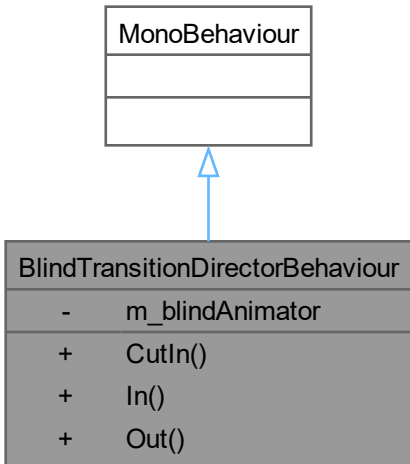 MonoBehaviour
BlindTransitionDirectorBehaviour
- m_blindAnimator
+ CutIn()
+ In()
+ Out()